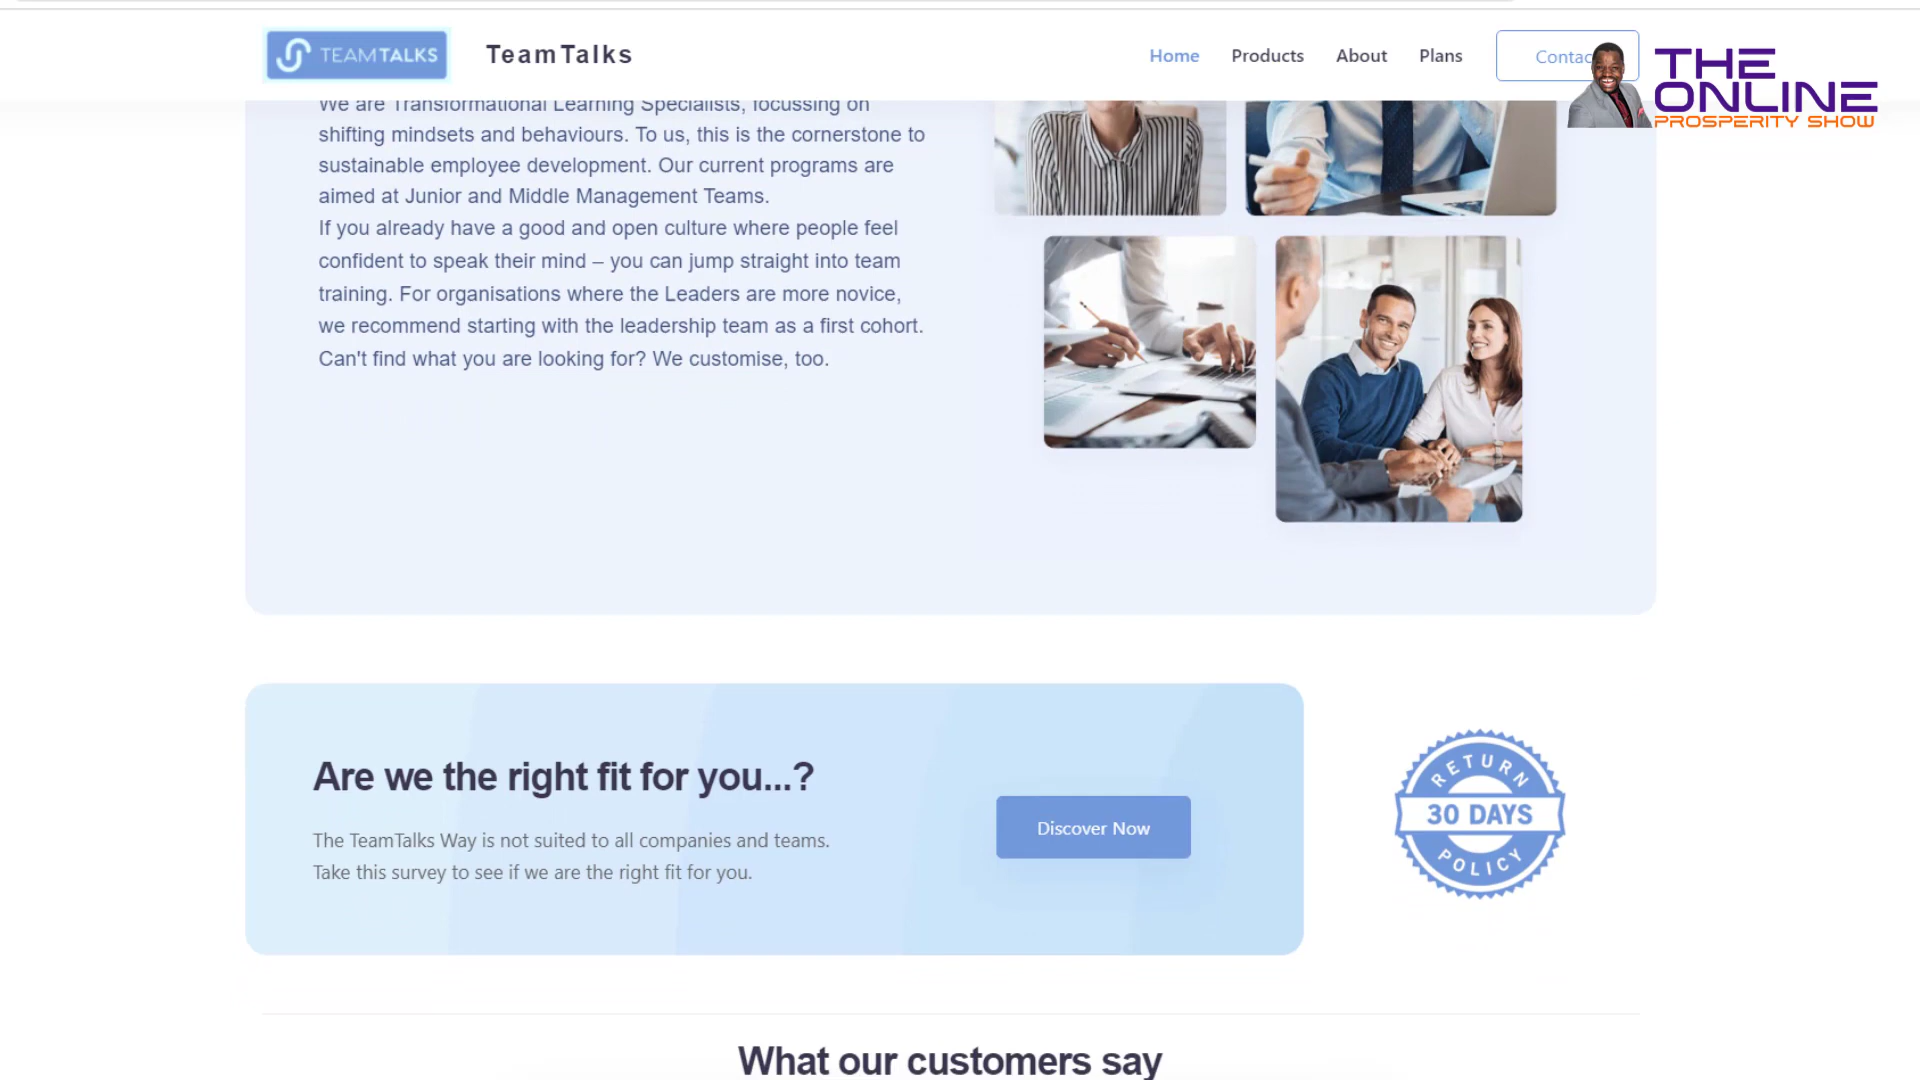 TEAMTALKS
TeamTalks
Home
Products
About
Plans
Contac
THE
ONLINE
PROSPERITY SHOW
We are Transformational Learning Specialists, focussing on
shifting mindsets and behaviours. To us, this is the cornerstone to
sustainable employee development. Our current programs are
aimed at Junior and Middle Management Teams.
If you already have a good and open culture where people feel
confident to speak their mind – you can jump straight into team
training. For organisations where the Leaders are more novice,
we recommend starting with the leadership team as a first cohort.
Can't find what you are looking for? We customise, too.
Are we the right fit for you...?
The TeamTalks Way is not suited to all companies and teams.
Take this survey to see if we are the right fit for you.
Discover Now
RETURN
30 DAYS
POLICY
What our customers say